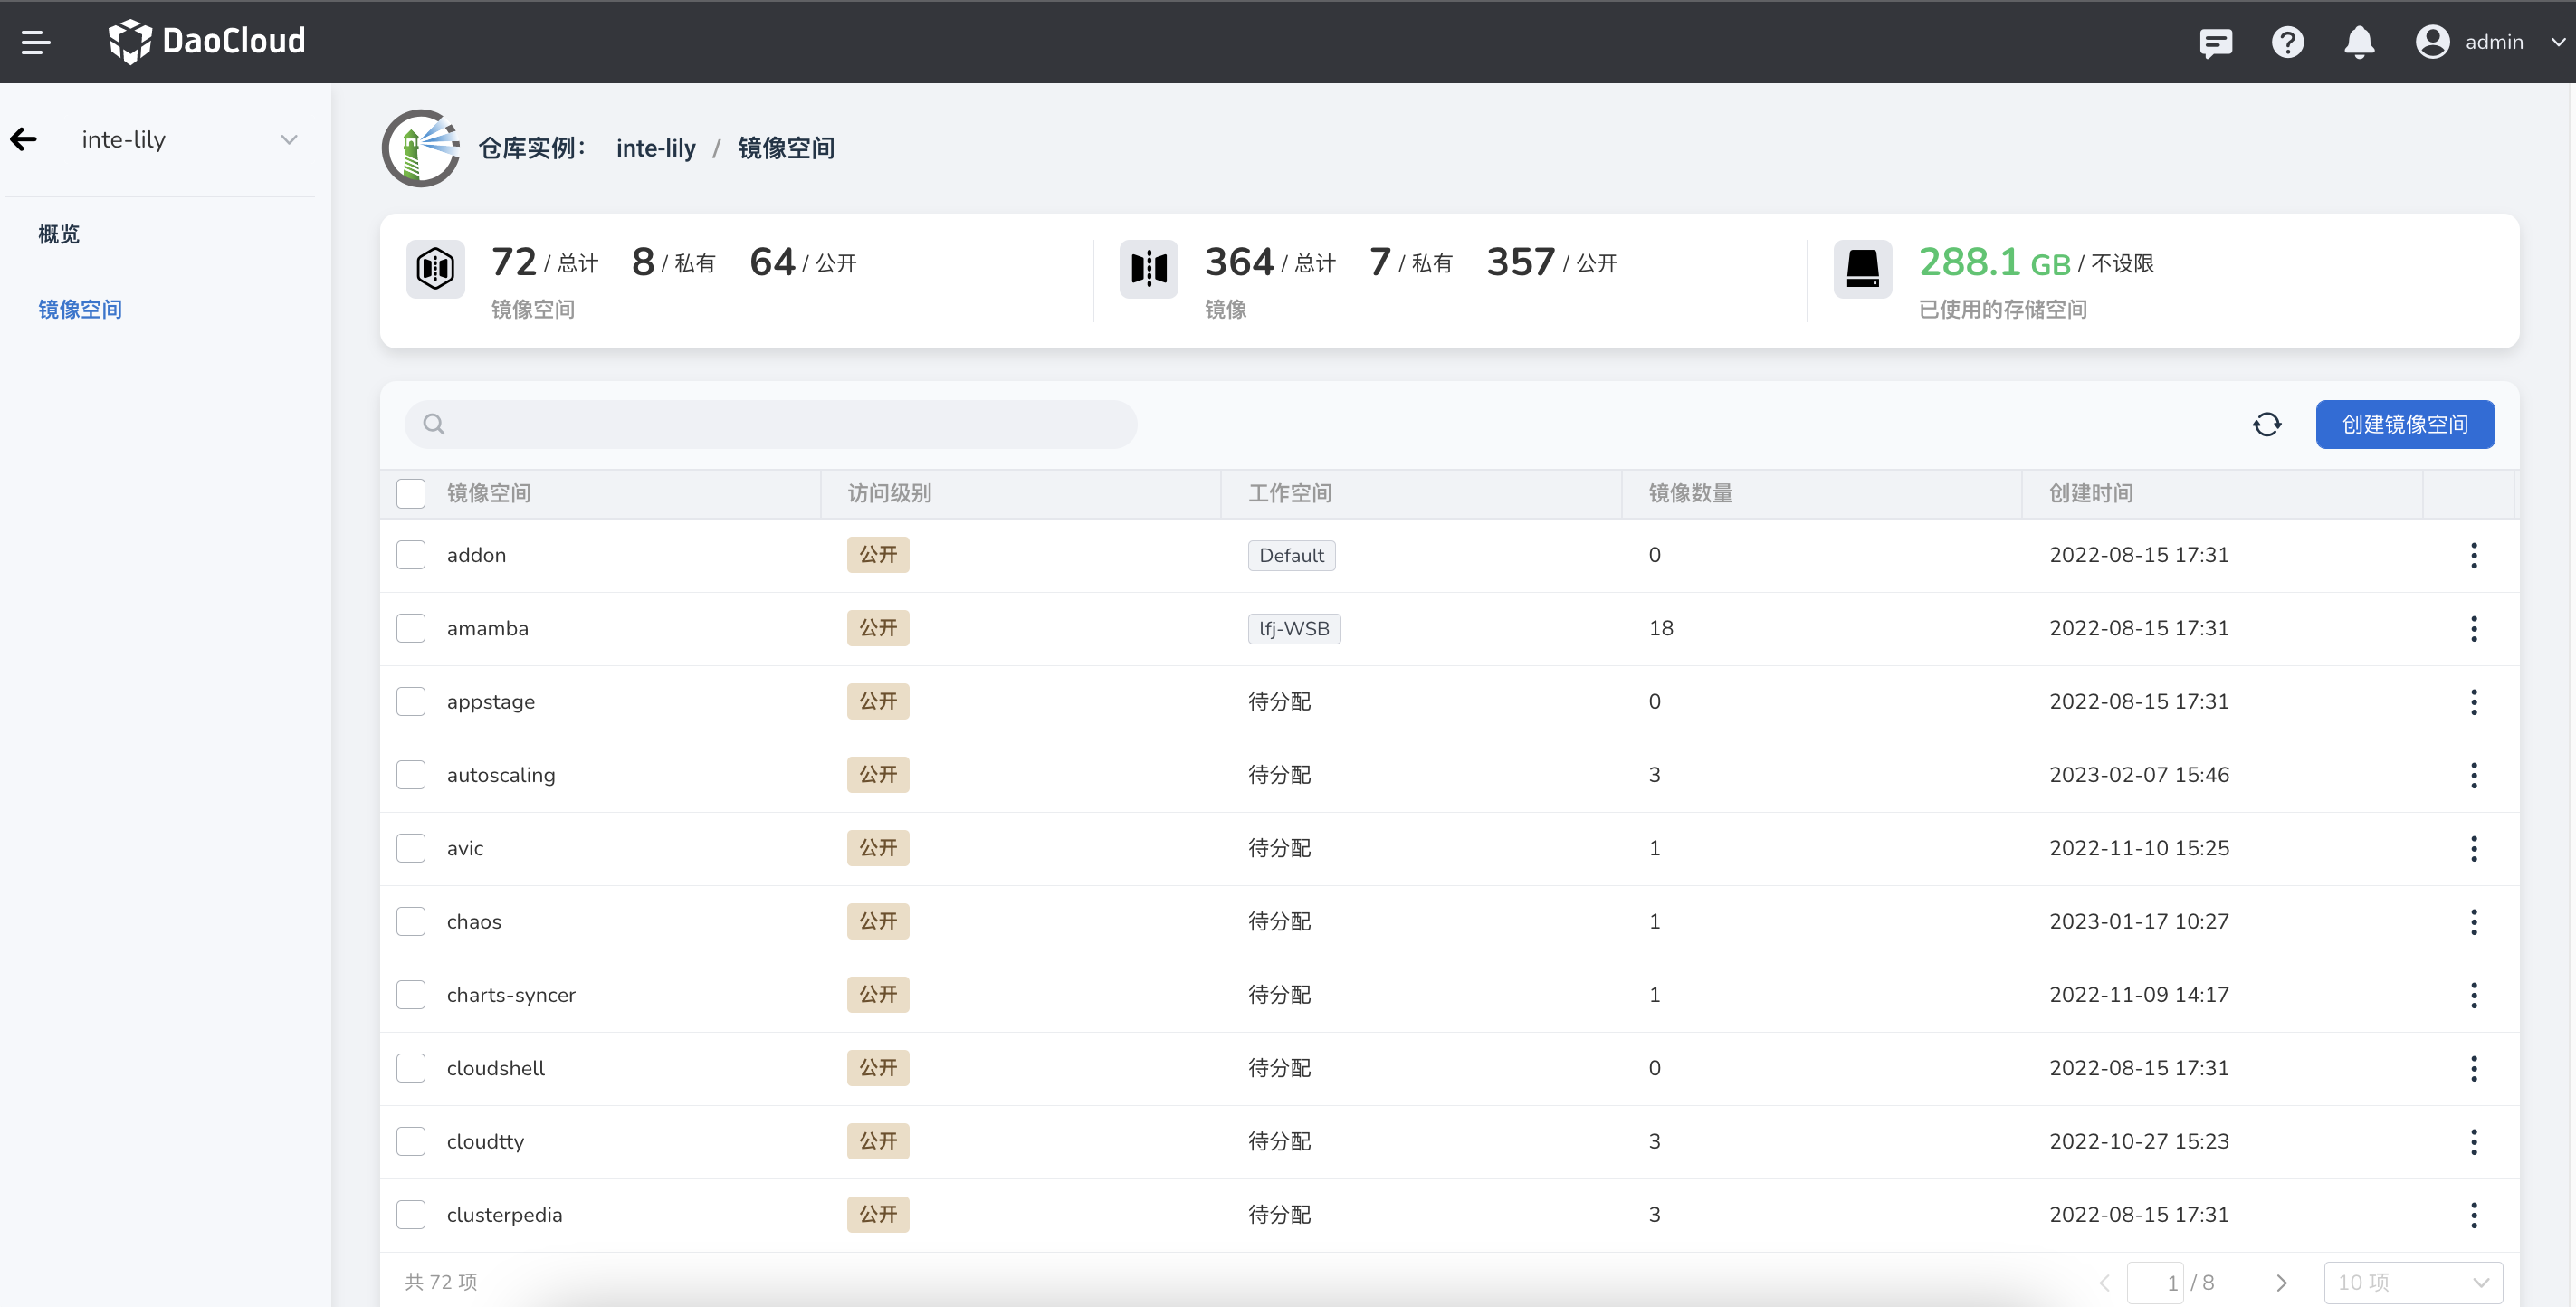 DaoCloud admin
inte-lily
概览
镜像空间
仓库实例： inte-lily / 镜像空间
72 / 总计 8 / 私有 64 / 公开
镜像空间
364 / 总计 7 / 私有 357 / 公开
镜像
288.1 GB / 不设限
已使用的存储空间
创建镜像空间
镜像空间 访问级别 工作空间 镜像数量 创建时间
addon 公开 Default 0 2022-08-15 17:31
amamba 公开 lfj-WSB 18 2022-08-15 17:31
appstage 公开 待分配 0 2022-08-15 17:31
autoscaling 公开 待分配 3 2023-02-07 15:46
avic 公开 待分配 1 2022-11-10 15:25
chaos 公开 待分配 1 2023-01-17 10:27
charts-syncer 公开 待分配 1 2022-11-09 14:17
cloudshell 公开 待分配 0 2022-08-15 17:31
cloudtty 公开 待分配 3 2022-10-27 15:23
clusterpedia 公开 待分配 3 2022-08-15 17:31
共 72 项 1 / 8 10 项